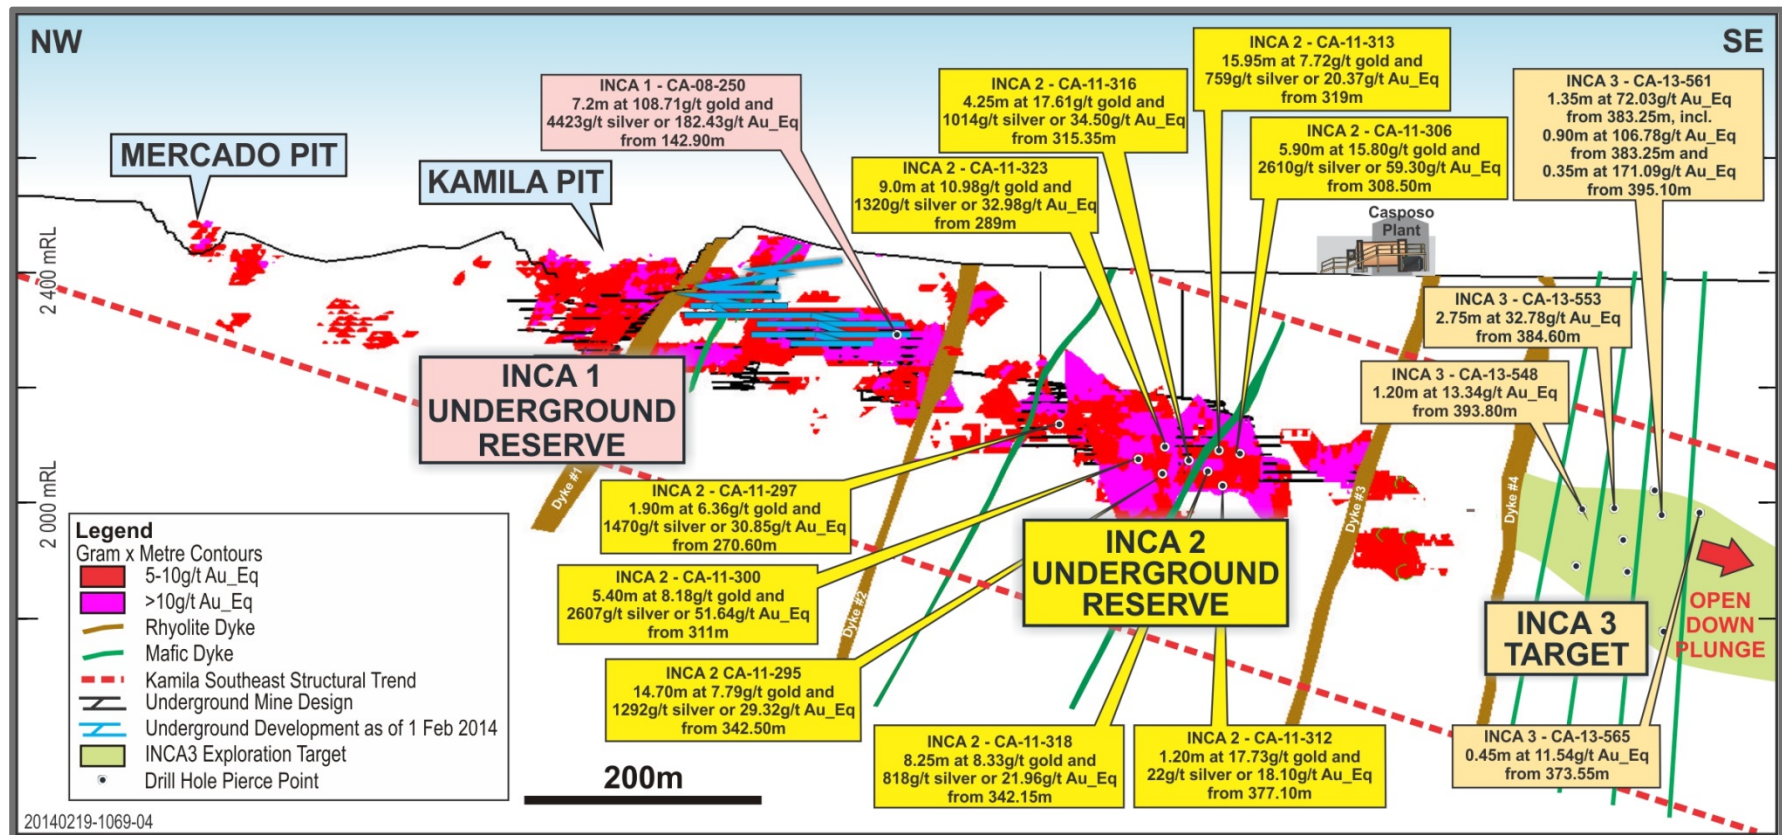 NW
SE
MERCADO PIT
KAMILA PIT
INCA 1 - CA-08-250
7.2m at 108.71g/t gold and
4423g/t silver or 182.43g/t Au_Eq
from 142.90m
INCA 2 - CA-11-316
4.25m at 17.61g/t gold and
1014g/t silver or 34.50g/t Au_Eq
from 315.35m
INCA 2 - CA-11-313
15.95m at 7.72g/t gold and
759g/t silver or 20.37g/t Au_Eq
from 319m
INCA 2 - CA-11-323
9.0m at 10.98g/t gold and
1320g/t silver or 32.98g/t Au_Eq
from 289m
INCA 2 - CA-11-306
5.90m at 15.80g/t gold and
2610g/t silver or 59.30g/t Au_Eq
from 308.50m
INCA 3 - CA-13-561
1.35m at 72.03g/t Au_Eq
from 383.25m, incl.
0.90m at 106.78g/t Au_Eq
from 383.25m and
0.35m at 171.09g/t Au_Eq
from 395.10m
Casposo
Plant
INCA 3 - CA-13-553
2.75m at 32.78g/t Au_Eq
from 384.60m
INCA 3 - CA-13-548
1.20m at 13.34g/t Au_Eq
from 393.80m
2 400 mRL
2 000 mRL
INCA 1
UNDERGROUND
RESERVE
Dyke #1
Dyke #2
Dyke #3
Dyke #4
INCA 2 - CA-11-297
1.90m at 6.36g/t gold and
1470g/t silver or 30.85g/t Au_Eq
from 270.60m
INCA 2 - CA-11-300
5.40m at 8.18g/t gold and
2607g/t silver or 51.64g/t Au_Eq
from 311m
INCA 2 CA-11-295
14.70m at 7.79g/t gold and
1292g/t silver or 29.32g/t Au_Eq
from 342.50m
INCA 2
UNDERGROUND
RESERVE
INCA 2 - CA-11-318
8.25m at 8.33g/t gold and
818g/t silver or 21.96g/t Au_Eq
from 342.15m
INCA 2 - CA-11-312
1.20m at 17.73g/t gold and
22g/t silver or 18.10g/t Au_Eq
from 377.10m
INCA 3
TARGET
OPEN
DOWN
PLUNGE
INCA 3 - CA-13-565
0.45m at 11.54g/t Au_Eq
from 373.55m
Legend
Gram x Metre Contours
5-10g/t Au_Eq
>10g/t Au_Eq
Rhyolite Dyke
Mafic Dyke
Kamila Southeast Structural Trend
Underground Mine Design
Underground Development as of 1 Feb 2014
INCA3 Exploration Target
Drill Hole Pierce Point
200m
20140219-1069-04